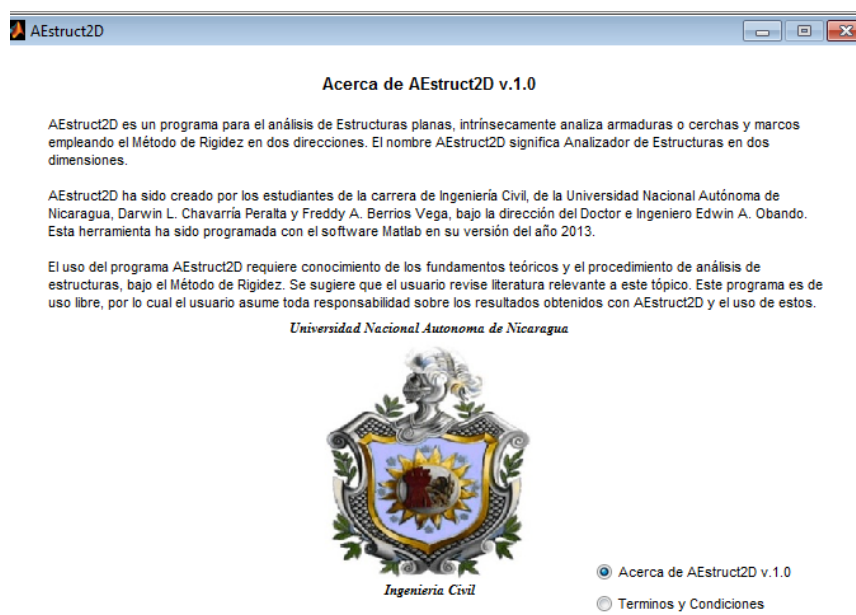 AEstruct2D
Acerca de AEstruct2D v.1.0
AEstruct2D es un programa para el análisis de Estructuras planas, intrínsecamente analiza armaduras o cerchas y marcos
empleando el Método de Rigidez en dos direcciones. El nombre AEstruct2D significa Analizador de Estructuras en dos
dimensiones.
AEstruct2D ha sido creado por los estudiantes de la carrera de Ingeniería Civil, de la Universidad Nacional Autónoma de
Nicaragua, Darwin L. Chavarría Peralta y Freddy A. Berrios Vega, bajo la dirección del Doctor e Ingeniero Edwin A. Obando.
Esta herramienta ha sido programada con el software Matlab en su versión del año 2013.
El uso del programa AEstruct2D requiere conocimiento de los fundamentos teóricos y el procedimiento de análisis de
estructuras, bajo el Método de Rigidez. Se sugiere que el usuario revise literatura relevante a este tópico. Este programa es de
uso libre, por lo cual el usuario asume toda responsabilidad sobre los resultados obtenidos con AEstruct2D y el uso de estos.
Universidad Nacional Autonoma de Nicaragua
Ingenieria Civil
Acerca de AEstruct2D v.1.0
Terminos y Condiciones